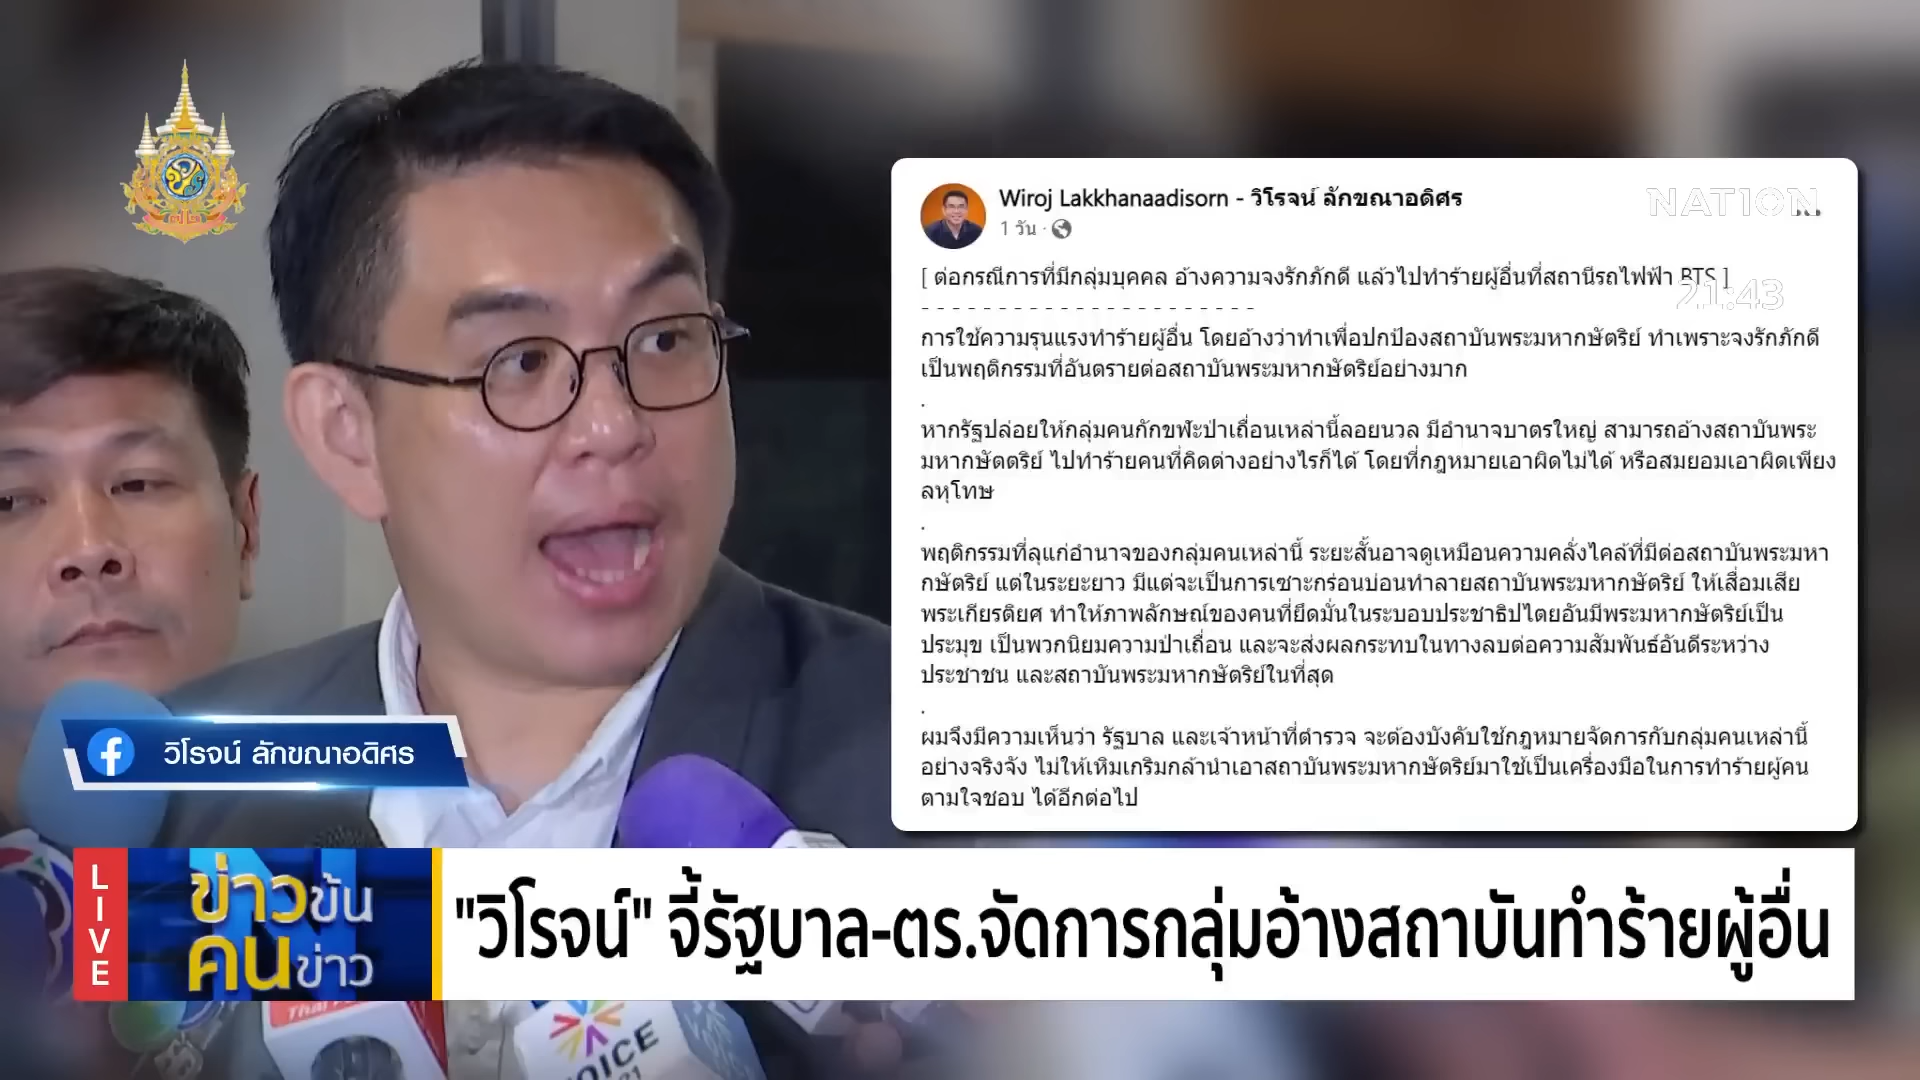 Wiroj Lakkhanaadisorn - วิโรจน์ ลักขณาอดิศร
NATION
1 วัน ·
[ ต่อกรณีการที่มีกลุ่มบุคคล อ้างความจงรักภักดี แล้วไปทำร้ายผู้อื่นที่สถานีรถไฟฟ้า BTS ]
21:43
- - - - - - - - - - - - - - - - - - - - - -
การใช้ความรุนแรงทำร้ายผู้อื่น โดยอ้างว่าทำเพื่อปกป้องสถาบันพระมหากษัตริย์ ทำเพราะจงรักภักดี
เป็นพฤติกรรมที่อันตรายต่อสถาบันพระมหากษัตริย์อย่างมาก
.
หากรัฐปล่อยให้กลุ่มคนกักขฬะป่าเถื่อนเหล่านี้ลอยนวล มีอำนาจบาตรใหญ่ สามารถอ้างสถาบันพระ
มหากษัตตริย์ ไปทำร้ายคนที่คิดต่างอย่างไรก็ได้ โดยที่กฎหมายเอาผิดไม่ได้ หรือสมยอมเอาผิดเพียง
ลหุโทษ
.
พฤติกรรมที่ลุแก่อำนาจของกลุ่มคนเหล่านี้ ระยะสั้นอาจดูเหมือนความคลั่งไคล้ที่มีต่อสถาบันพระมหา
กษัตริย์ แต่ในระยะยาว มีแต่จะเป็นการเซาะกร่อนบ่อนทำลายสถาบันพระมหากษัตริย์ ให้เสื่อมเสีย
พระเกียรติยศ ทำให้ภาพลักษณ์ของคนที่ยึดมั่นในระบอบประชาธิปไตยอันมีพระมหากษัตริย์เป็น
ประมุข เป็นพวกนิยมความป่าเถื่อน และจะส่งผลกระทบในทางลบต่อความสัมพันธ์อันดีระหว่าง
ประชาชน และสถาบันพระมหากษัตริย์ในที่สุด
.
ผมจึงมีความเห็นว่า รัฐบาล และเจ้าหน้าที่ตำรวจ จะต้องบังคับใช้กฎหมายจัดการกับกลุ่มคนเหล่านี้
อย่างจริงจัง ไม่ให้เหิมเกริมกล้านำเอาสถาบันพระมหากษัตริย์มาใช้เป็นเครื่องมือในการทำร้ายผู้คน
ตามใจชอบ ได้อีกต่อไป
วิโรจน์ ลักขณาอดิศร
LIVE
ข่าวข้น
คนข่าว
"วิโรจน์" จี้รัฐบาล-ตร.จัดการกลุ่มอ้างสถาบันทำร้ายผู้อื่น